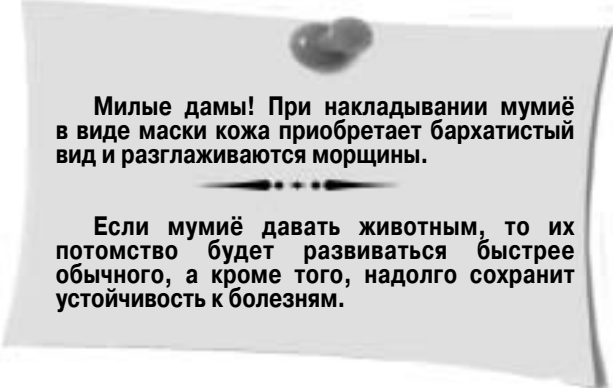 Милые дамы! При накладывании мумиё
в виде маски кожа приобретает бархатистый
вид и разглаживаются морщины.
Если мумиё давать животным, то их
потомство будет развиваться быстрее
обычного, а кроме того, надолго сохранит
устойчивость к болезням.